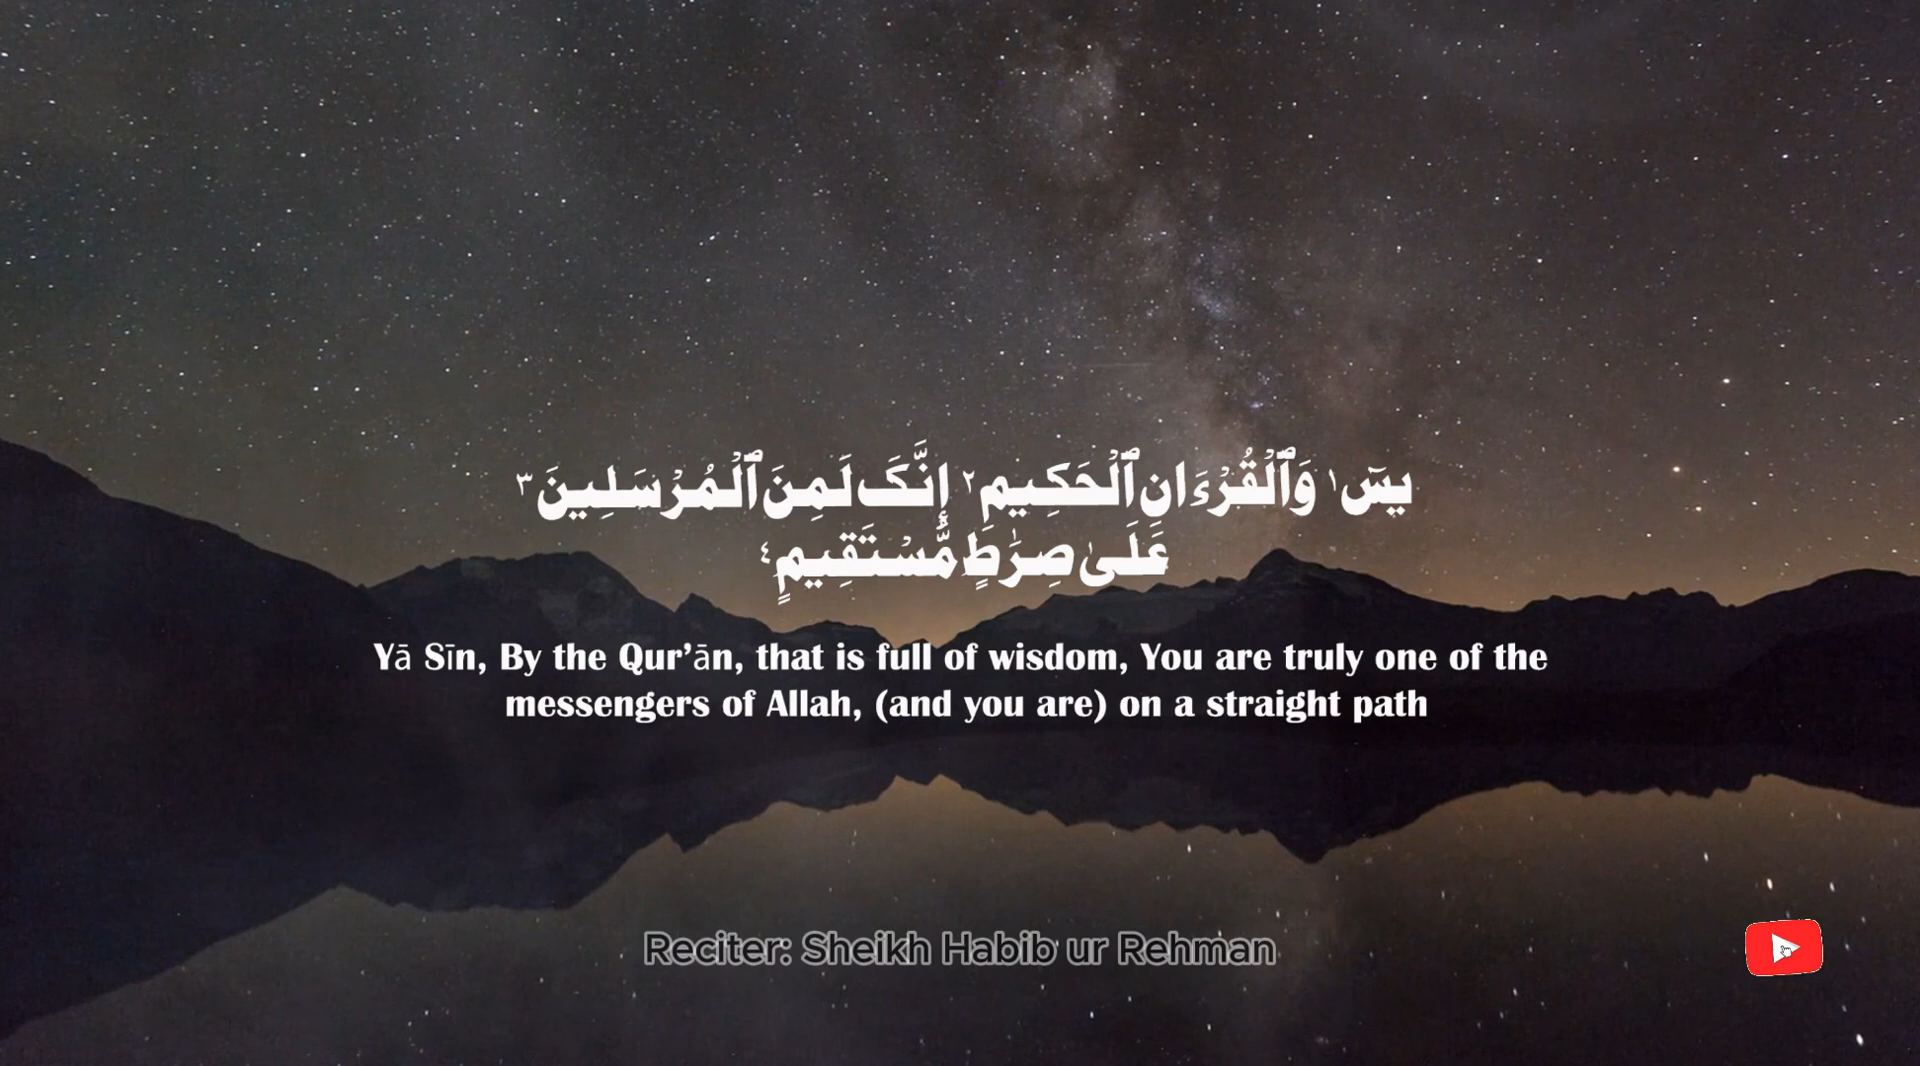 يسٓ ١ وَٱلْقُرْءَانِ ٱلْحَكِيمِ ٢ إِنَّكَ لَمِنَ ٱلْمُرْسَلِينَ ٣
عَلَىٰ صِرَٰطٍ مُّسْتَقِيمٍ ٤
Yā Sīn, By the Qur’ān, that is full of wisdom, You are truly one of the
messengers of Allah, (and you are) on a straight path
Reciter: Sheikh Habib ur Rehman